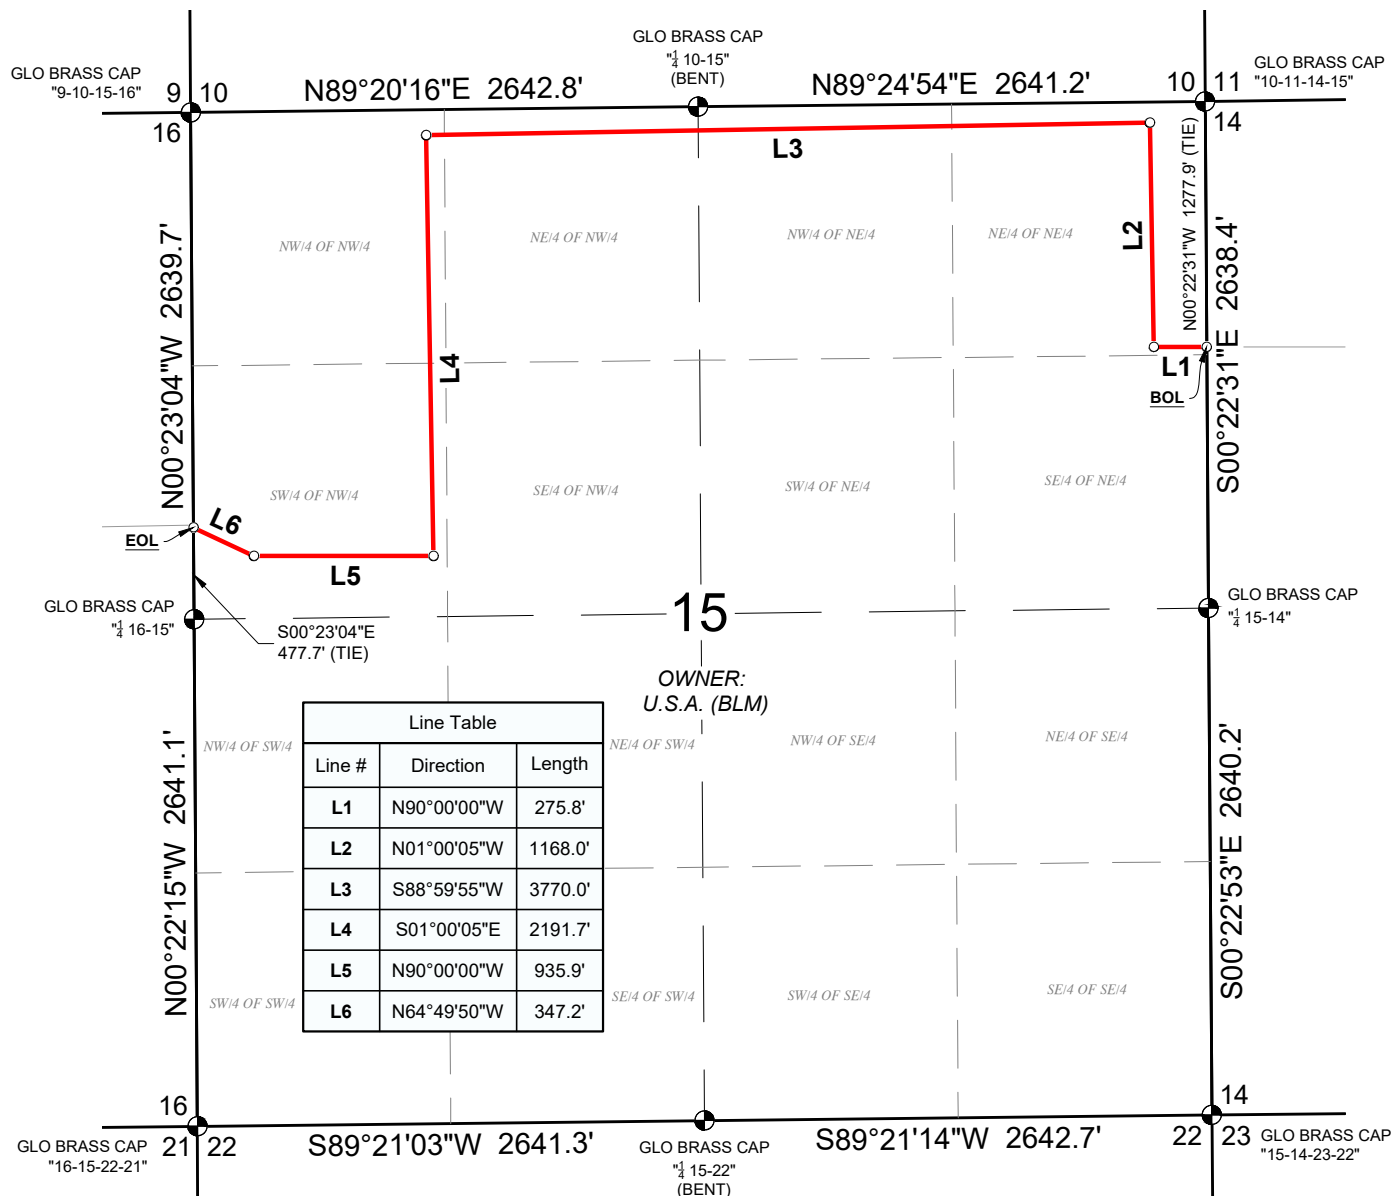 GLO BRASS CAP
"1/4 10-15"
(BENT)
GLO BRASS CAP
"9-10-15-16"
GLO BRASS CAP
"10-11-14-15"
9 10
N89°20'16"E 2642.8'
N89°24'54"E 2641.2'
10 11
16
14
L3
N00°22'31"W 1277.9' (TIE)
L2
NW/4 OF NW/4
NE/4 OF NW/4
NW/4 OF NE/4
NE/4 OF NE/4
N00°23'04"W 2639.7'
S00°22'31"E 2638.4'
L4
L1
BOL
SW/4 OF NW/4
SE/4 OF NW/4
SW/4 OF NE/4
SE/4 OF NE/4
L6
EOL
L5
GLO BRASS CAP
"1/4 16-15"
15
GLO BRASS CAP
"1/4 15-14"
S00°23'04"E
477.7' (TIE)
OWNER:
U.S.A. (BLM)
NW/4 OF SW/4
NE/4 OF SW/4
NW/4 OF SE/4
NE/4 OF SE/4
Line Table
Line # Direction Length
L1 N90°00'00"W 275.8'
L2 N01°00'05"W 1168.0'
L3 S88°59'55"W 3770.0'
L4 S01°00'05"E 2191.7'
L5 N90°00'00"W 935.9'
L6 N64°49'50"W 347.2'
N00°22'15"W 2641.1'
S00°22'53"E 2640.2'
SW/4 OF SW/4
SE/4 OF SW/4
SW/4 OF SE/4
SE/4 OF SE/4
16
14
21 22
S89°21'03"W 2641.3'
S89°21'14"W 2642.7'
22 23
GLO BRASS CAP
"16-15-22-21"
GLO BRASS CAP
"1/4 15-22"
(BENT)
GLO BRASS CAP
"15-14-23-22"